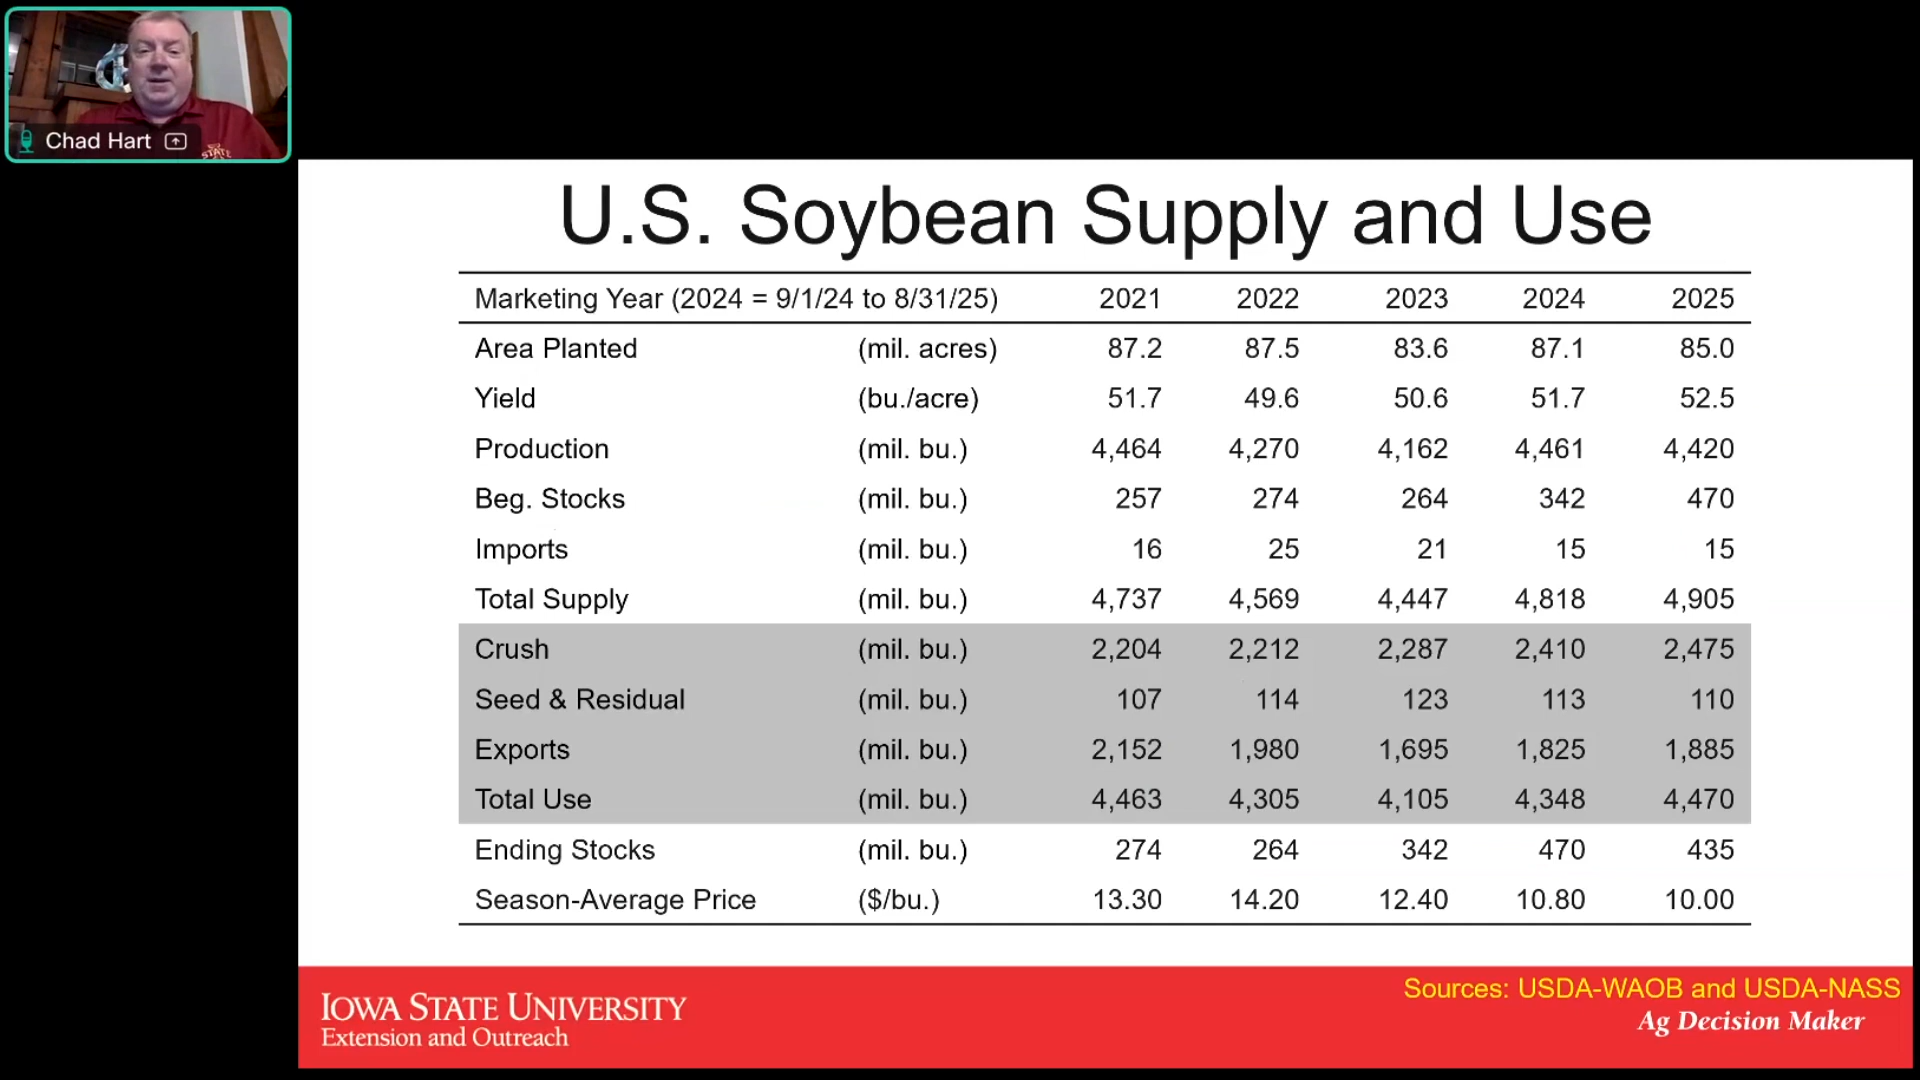 Chad Hart
STATE
U.S. Soybean Supply and Use
Marketing Year (2024 = 9/1/24 to 8/31/25) 2021 2022 2023 2024 2025
Area Planted (mil. acres) 87.2 87.5 83.6 87.1 85.0
Yield (bu./acre) 51.7 49.6 50.6 51.7 52.5
Production (mil. bu.) 4,464 4,270 4,162 4,461 4,420
Beg. Stocks (mil. bu.) 257 274 264 342 470
Imports (mil. bu.) 16 25 21 15 15
Total Supply (mil. bu.) 4,737 4,569 4,447 4,818 4,905
Crush (mil. bu.) 2,204 2,212 2,287 2,410 2,475
Seed & Residual (mil. bu.) 107 114 123 113 110
Exports (mil. bu.) 2,152 1,980 1,695 1,825 1,885
Total Use (mil. bu.) 4,463 4,305 4,105 4,348 4,470
Ending Stocks (mil. bu.) 274 264 342 470 435
Season-Average Price ($/bu.) 13.30 14.20 12.40 10.80 10.00
Sources: USDA-WAOB and USDA-NASS
IOWA STATE UNIVERSITY
Extension and Outreach
Ag Decision Maker